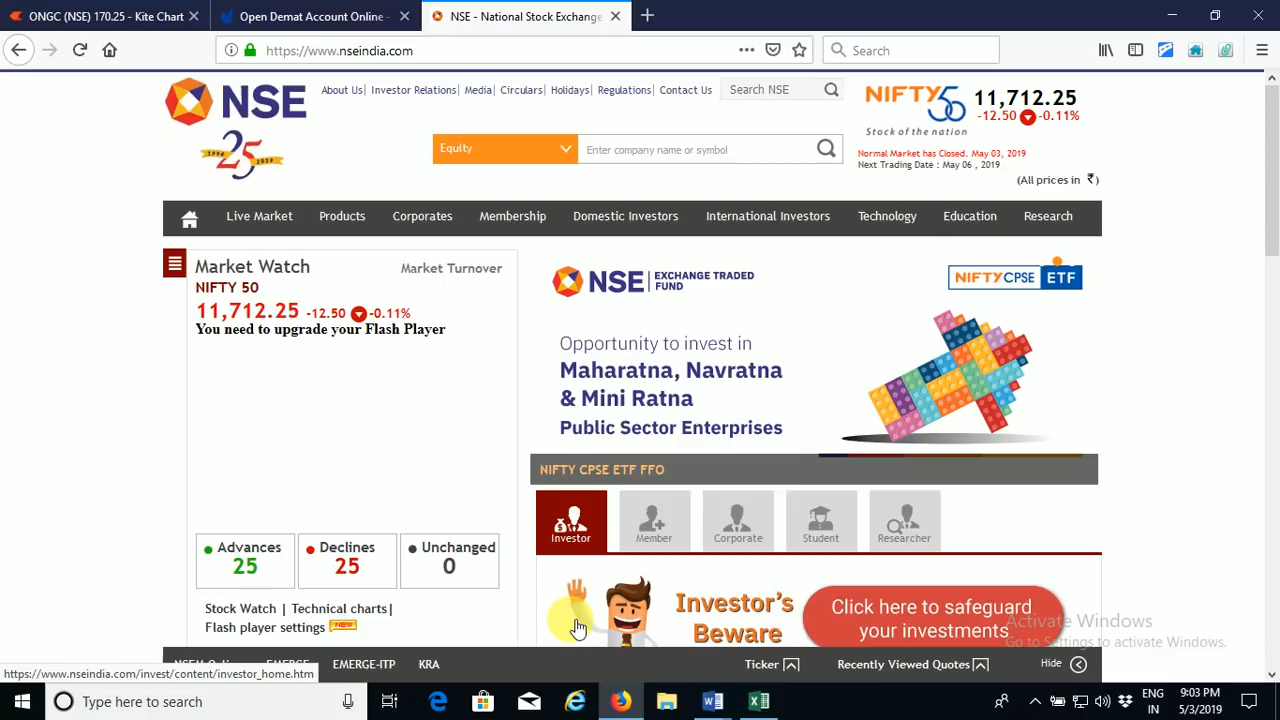 ONGC (NSE) 170.25 - Kite Chart
Open Demat Account Online -
NSE - National Stock Exchange
https://www.nseindia.com
Search
NSE
25
1994 2019
About Us| Investor Relations| Media| Circulars| Holidays| Regulations| Contact Us
Search NSE
Equity
Enter company name or symbol
NIFTY 50
Stock of the nation
11,712.25
-12.50 -0.11%
Normal Market has Closed. May 03, 2019
Next Trading Date : May 06 , 2019
(All prices in ₹)
Live Market Products Corporates Membership Domestic Investors International Investors Technology Education Research
Market Watch Market Turnover
NIFTY 50
11,712.25 -12.50 -0.11%
You need to upgrade your Flash Player
Advances
25
Declines
25
Unchanged
0
Stock Watch | Technical charts|
Flash player settings NEW
NSE EXCHANGE TRADED
FUND
NIFTY CPSE ETF
Opportunity to invest in
Maharatna, Navratna
& Mini Ratna
Public Sector Enterprises
NIFTY CPSE ETF FFO
Investor Member Corporate Student Researcher
Investor's
Beware
Click here to safeguard
your investments
Activate Windows
Go to Settings to activate Windows.
EMERGE EMERGE-ITP KRA Ticker Recently Viewed Quotes Hide
https://www.nseindia.com/invest/content/investor_home.htm
Type here to search
ENG
IN
9:03 PM
5/3/2019